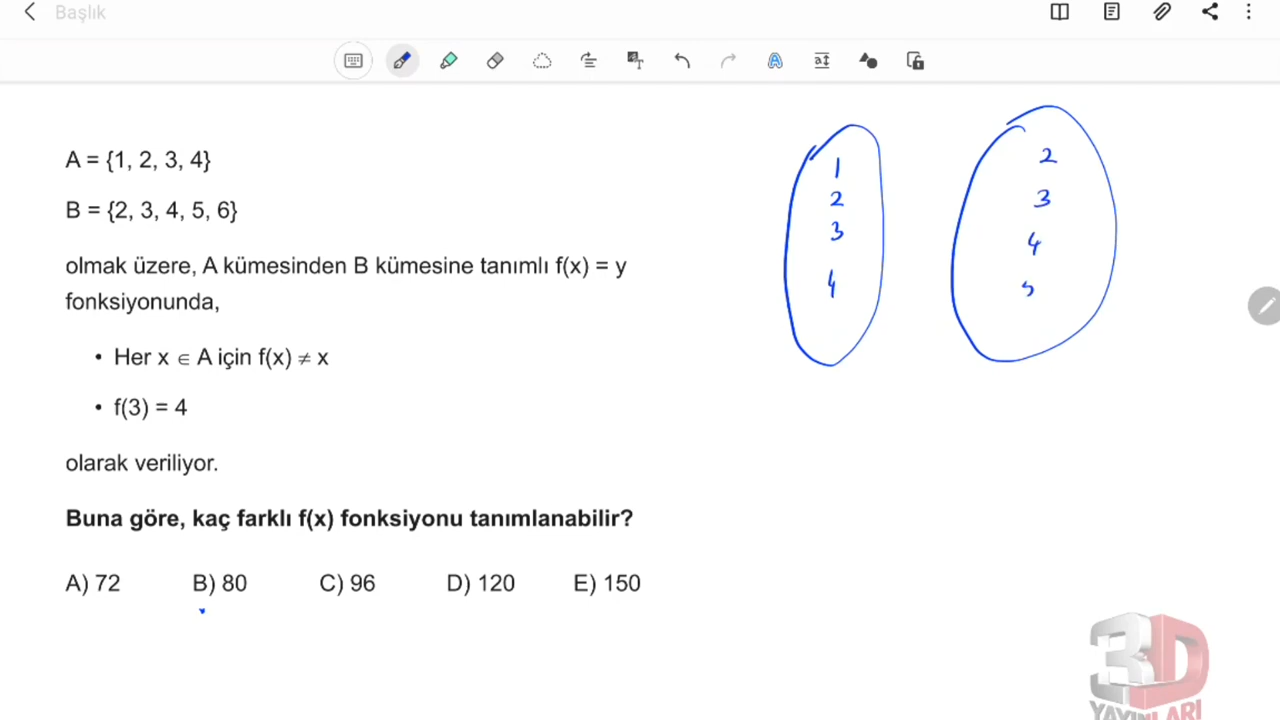 Başlık
A = {1, 2, 3, 4}
B = {2, 3, 4, 5, 6}
olmak üzere, A kümesinden B kümesine tanımlı f(x) = y
fonksiyonunda,
• Her x ∈ A için f(x) ≠ x
• f(3) = 4
olarak veriliyor.
Buna göre, kaç farklı f(x) fonksiyonu tanımlanabilir?
A) 72 B) 80 C) 96 D) 120 E) 150
1
2
3
4
2
3
4
5
3D
YAYINLARI